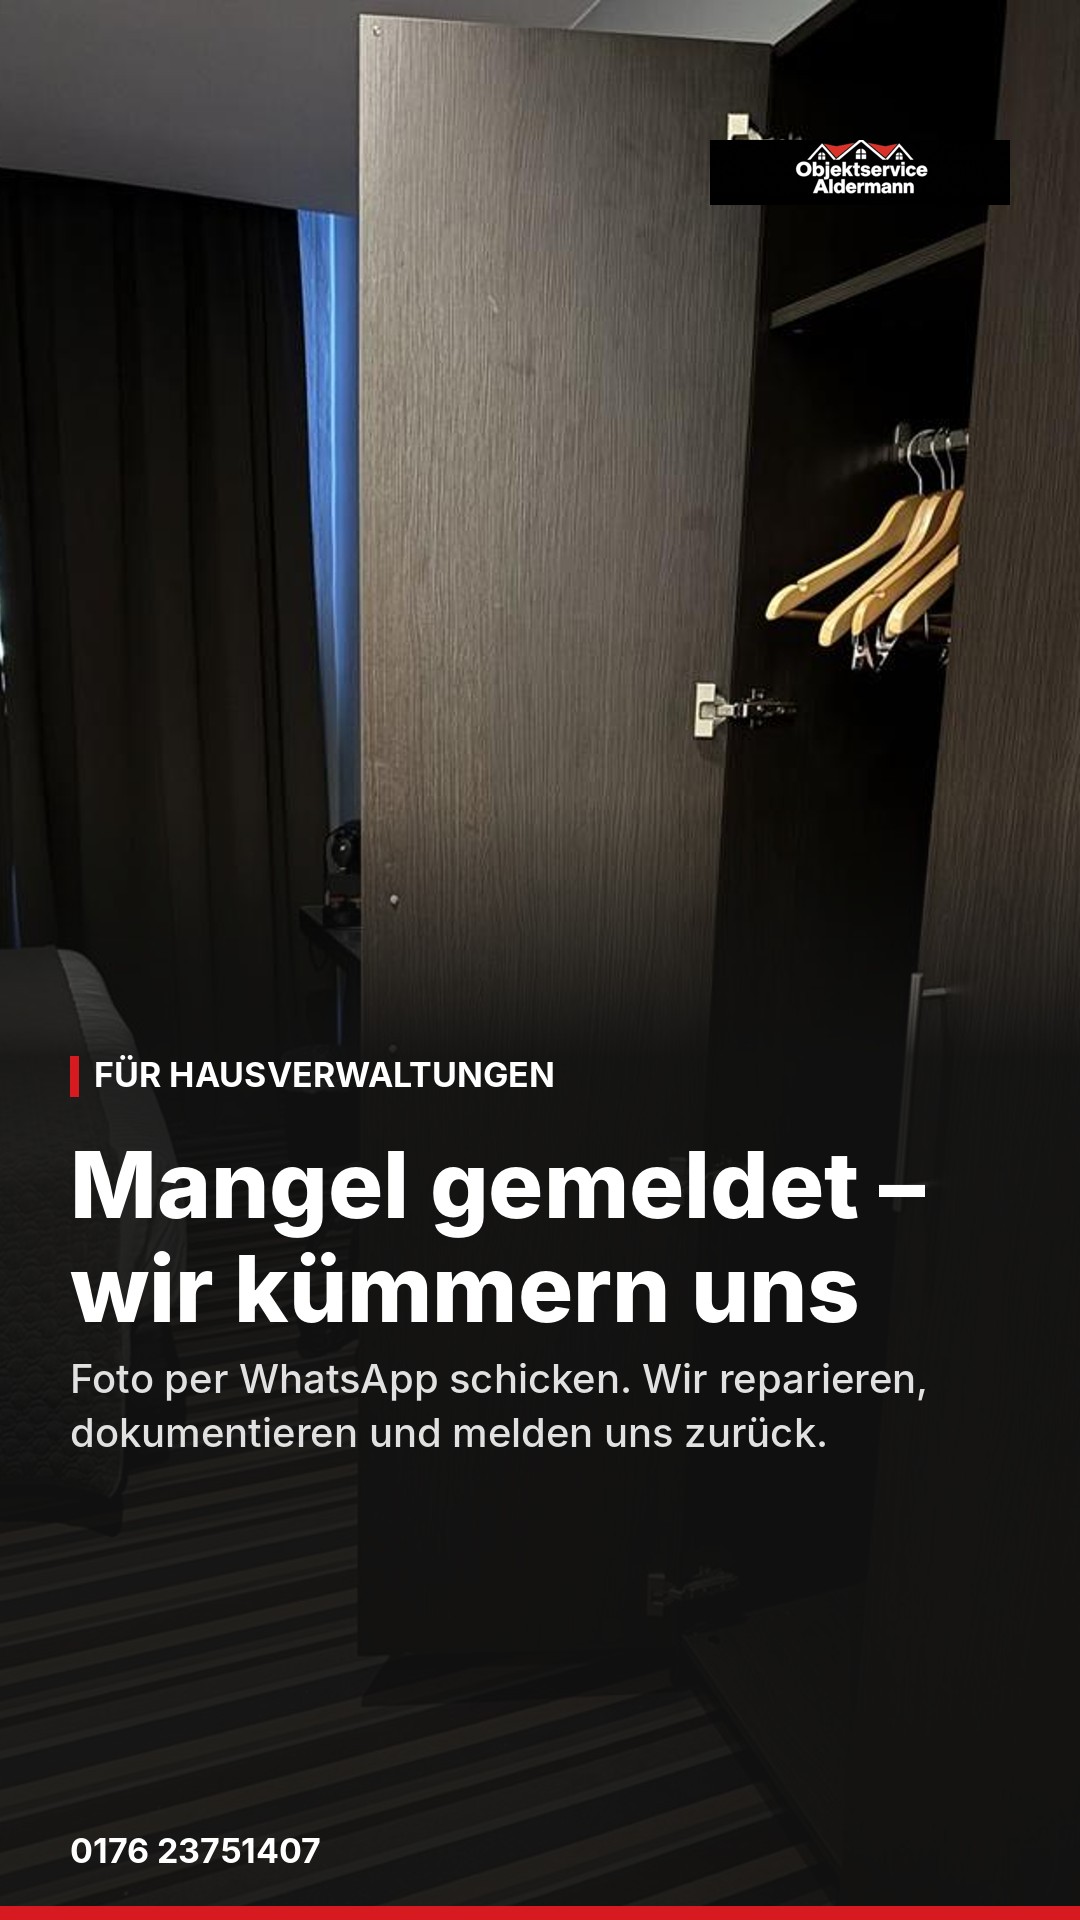 Objektservice
Aldermann
FÜR HAUSVERWALTUNGEN
Mangel gemeldet –
wir kümmern uns
Foto per WhatsApp schicken. Wir reparieren,
dokumentieren und melden uns zurück.
0176 23751407